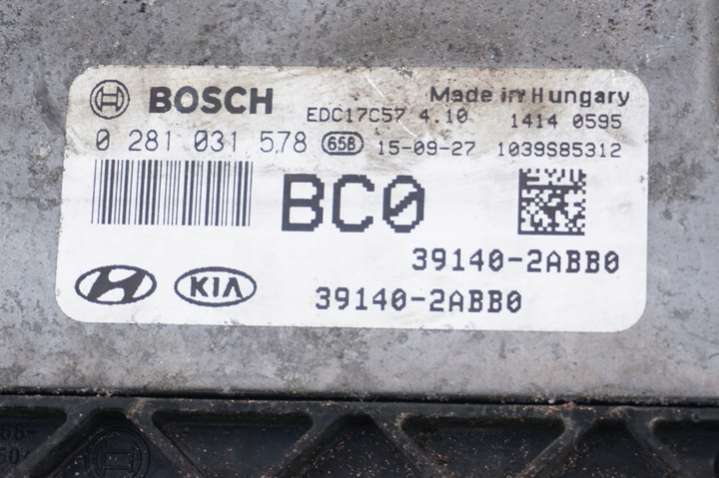 BOSCH EDC17C57 4.10 Made in Hungary
1414 0595
0 281 031 578 658 15-09-27 1039S85312
BC0
39140-2ABB0
KIA 39140-2ABB0